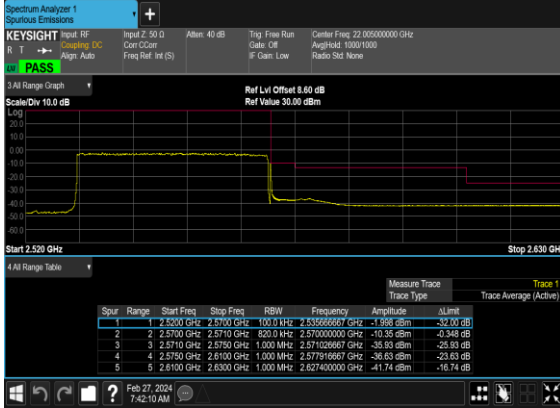 Spectrum Analyzer 1
Spurious Emissions
+
KEYSIGHT Input: RF Input Z: 50 Ω Atten: 40 dB Trig: Free Run Center Freq: 22.005000000 GHz
R T Coupling: DC Corr CCorr Gate: Off Avg|Hold: 1000/1000
Align: Auto Freq Ref: Int (S) IF Gain: Low Radio Std: None
LXI PASS
3 All Range Graph Ref Lvl Offset 8.60 dB
Scale/Div 10.0 dB Ref Value 30.00 dBm
Log
20.0
10.0
0.00
-10.0
-20.0
-30.0
-40.0
-50.0
-60.0
Start 2.520 GHz Stop 2.630 GH
4 All Range Table
Measure Trace Trace 1
Trace Type Trace Average (Active)
Spur Range Start Freq Stop Freq RBW Frequency Amplitude ΔLimit
1 1 2.5200 GHz 2.5700 GHz 100.0 kHz 2.535666667 GHz -1.998 dBm -32.00 dB
2 2 2.5700 GHz 2.5710 GHz 820.0 kHz 2.570000000 GHz -10.35 dBm -0.348 dB
3 3 2.5710 GHz 2.5750 GHz 1.000 MHz 2.571026667 GHz -35.93 dBm -25.93 dB
4 4 2.5750 GHz 2.6100 GHz 1.000 MHz 2.577916667 GHz -36.63 dBm -23.63 dB
5 5 2.6100 GHz 2.6300 GHz 1.000 MHz 2.627400000 GHz -41.74 dBm -16.74 dB
? Feb 27, 2024
7:42:10 AM